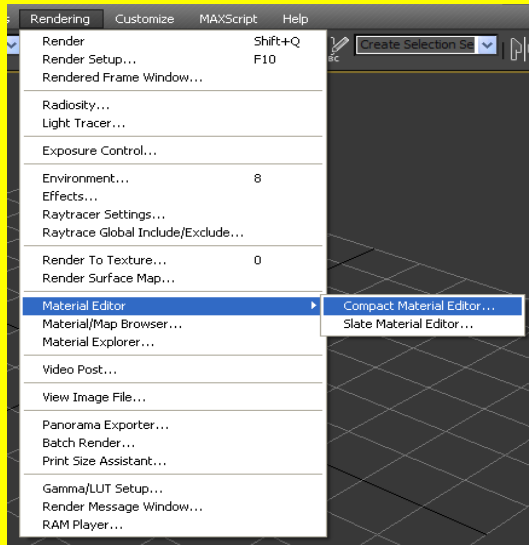 s Rendering Customize MAXScript Help
Render Shift+Q
Render Setup... F10
Rendered Frame Window...
Create Selection Se
BC
Radiosity...
Light Tracer...
Exposure Control...
Environment... 8
Effects...
Raytracer Settings...
Raytrace Global Include/Exclude...
Render To Texture... 0
Render Surface Map...
Material Editor
Compact Material Editor...
Material/Map Browser...
Slate Material Editor...
Material Explorer...
Video Post...
View Image File...
Panorama Exporter...
Batch Render...
Print Size Assistant...
Gamma/LUT Setup...
Render Message Window...
RAM Player...